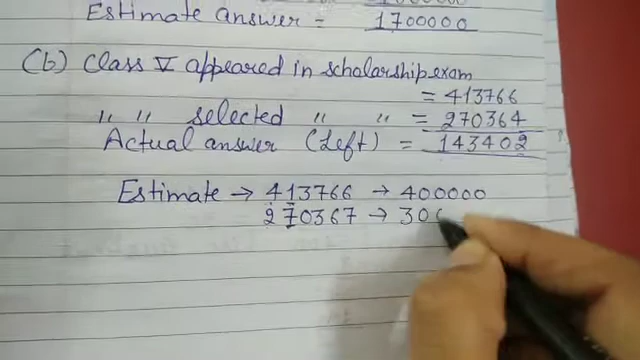 Estimate answer = 1700000
(b) Class V appeared in scholarship exam
= 413766
" " selected " " = 270364
Actual answer (Left) = 143402
Estimate → 413766 → 400000
270367 → 300